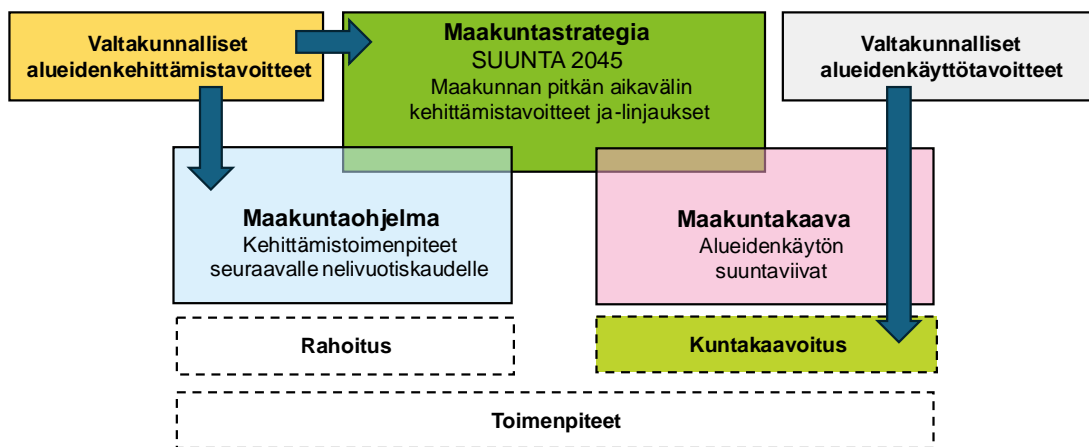 Valtakunnalliset
alueidenkehittämistavoitteet
Maakuntastrategia
SUUNTA 2045
Maakunnan pitkän aikavälin
kehittämistavoitteet ja-linjaukset
Valtakunnalliset
alueidenkäyttötavoitteet
Maakuntaohjelma
Kehittämistoimenpiteet
seuraavalle nelivuotiskaudelle
Maakuntakaava
Alueidenkäytön
suuntaviivat
Rahoitus
Kuntakaavoitus
Toimenpiteet